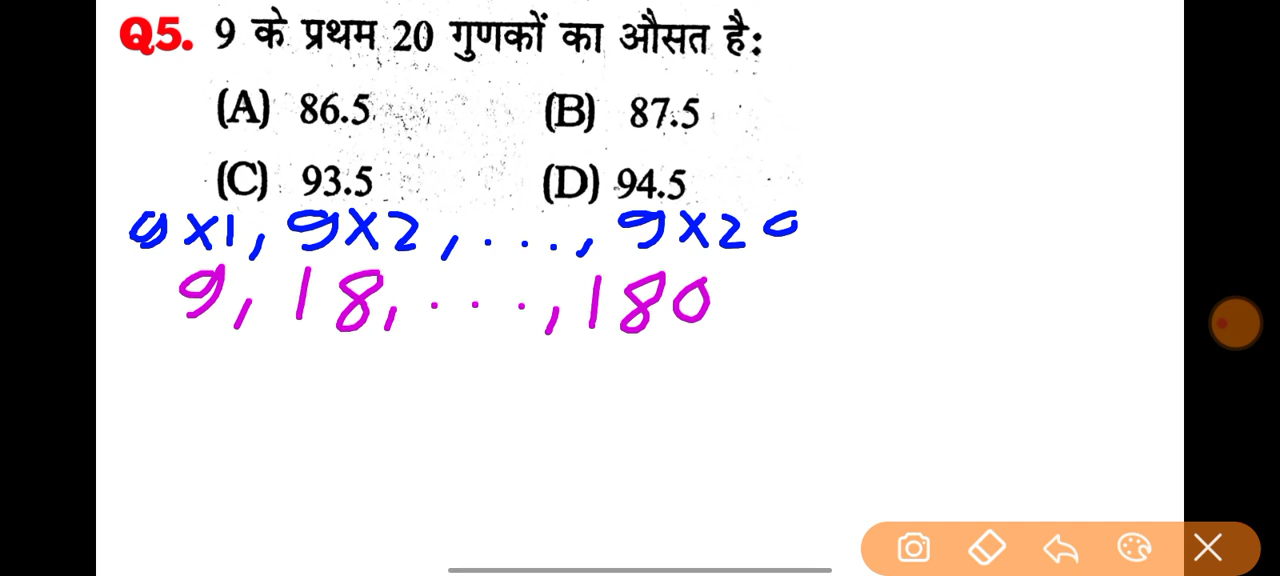 Q5. 9 के प्रथम 20 गुणकों का औसत है:
(A) 86.5 (B) 87.5
(C) 93.5 (D) 94.5
9×1, 9×2, ...., 9×20
9, 18, ...., 180